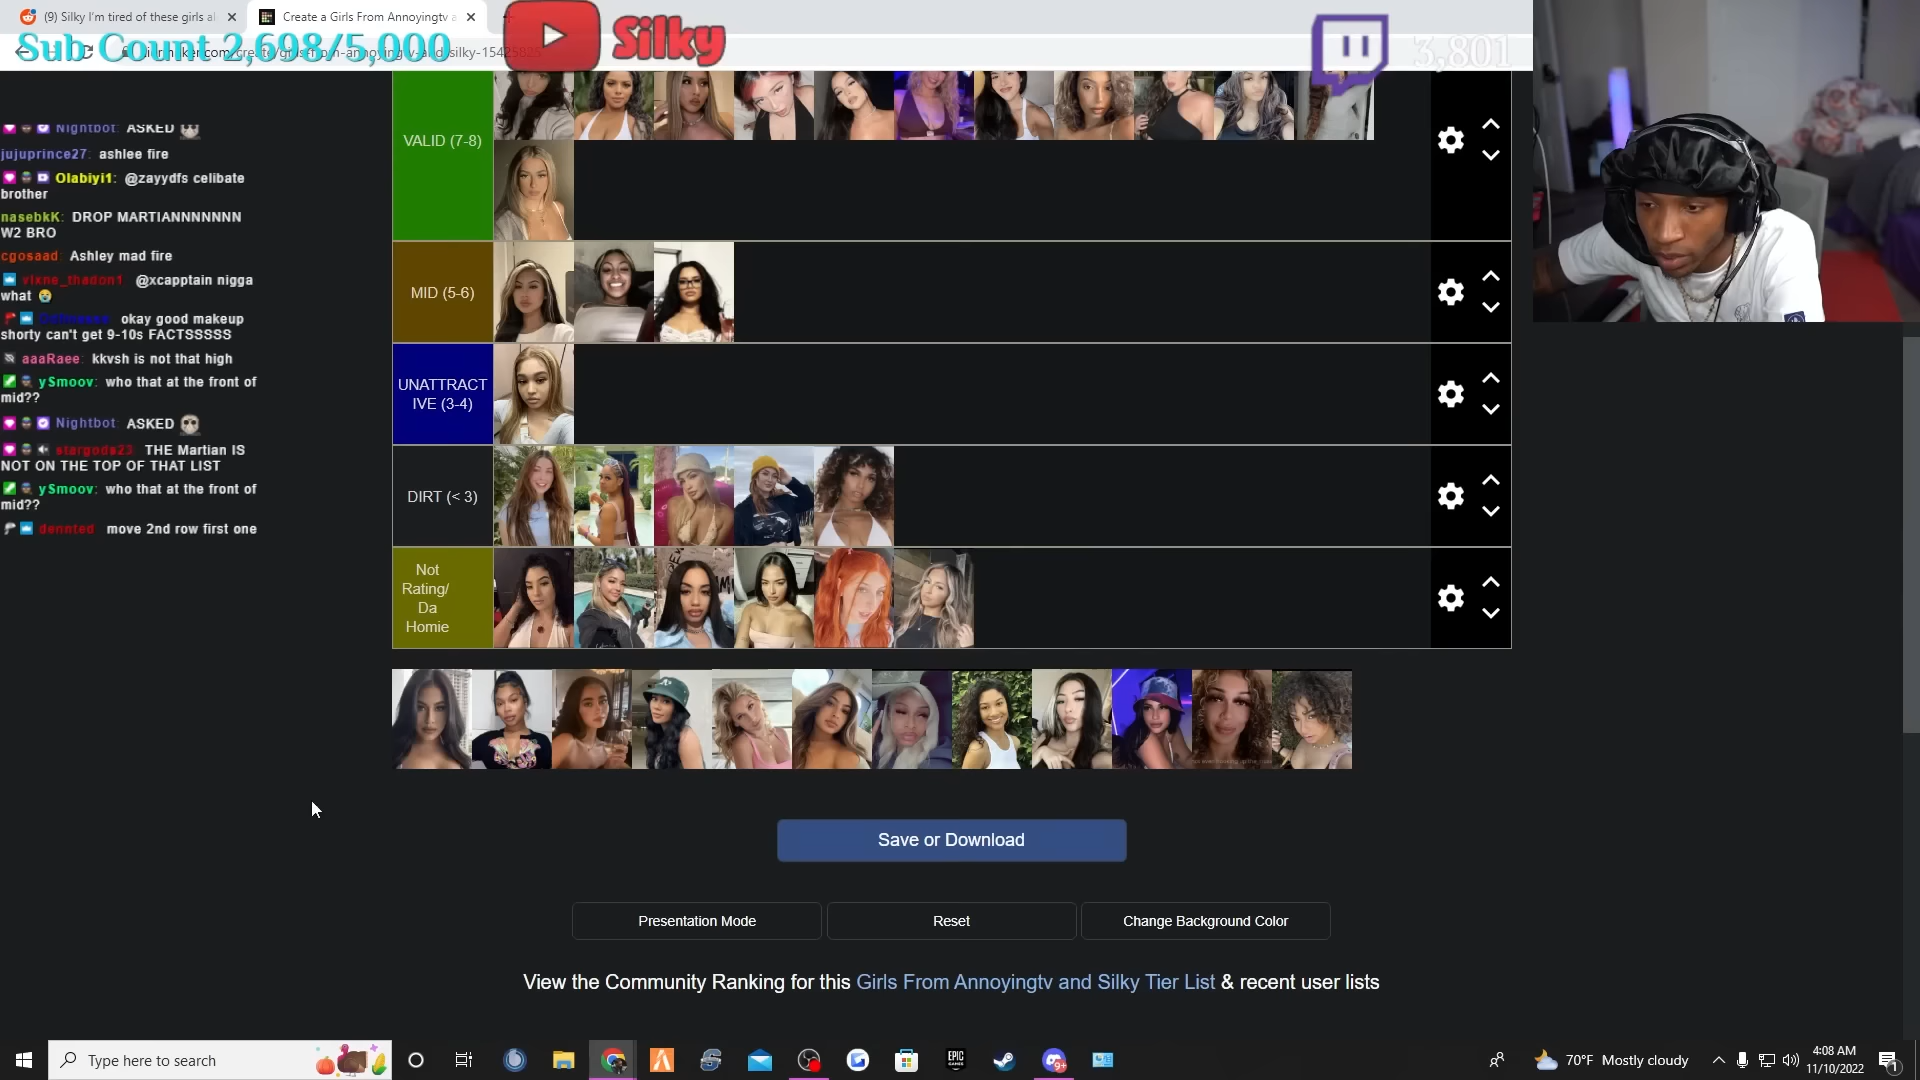 (9) Silky I'm tired of these girls al
Create a Girls From Annoyingtv a
Sub Count 2,698/5,000
Silky
3,801
Nightbot: ASKED
jujuprince27: ashlee fire
Olabiyi1: @zayydfs celibate
brother
nasebkK: DROP MARTIANNNNNNN
W2 BRO
cgosaad: Ashley mad fire
vixne_thadon1 @xcapptain nigga
what
okay good makeup
shorty can't get 9-10s FACTSSSSS
aaaRaee: kkvsh is not that high
ySmoov: who that at the front of
mid??
Nightbot: ASKED
stargods23 THE Martian IS
NOT ON THE TOP OF THAT LIST
ySmoov: who that at the front of
mid??
dennted move 2nd row first one
VALID (7-8)
MID (5-6)
UNATTRACT
IVE (3-4)
DIRT (< 3)
Not
Rating/
Da
Homie
Save or Download
Presentation Mode
Reset
Change Background Color
View the Community Ranking for this Girls From Annoyingtv and Silky Tier List & recent user lists
Type here to search
EPIC
GAMES
9+
70°F Mostly cloudy
4:08 AM
11/10/2022
1